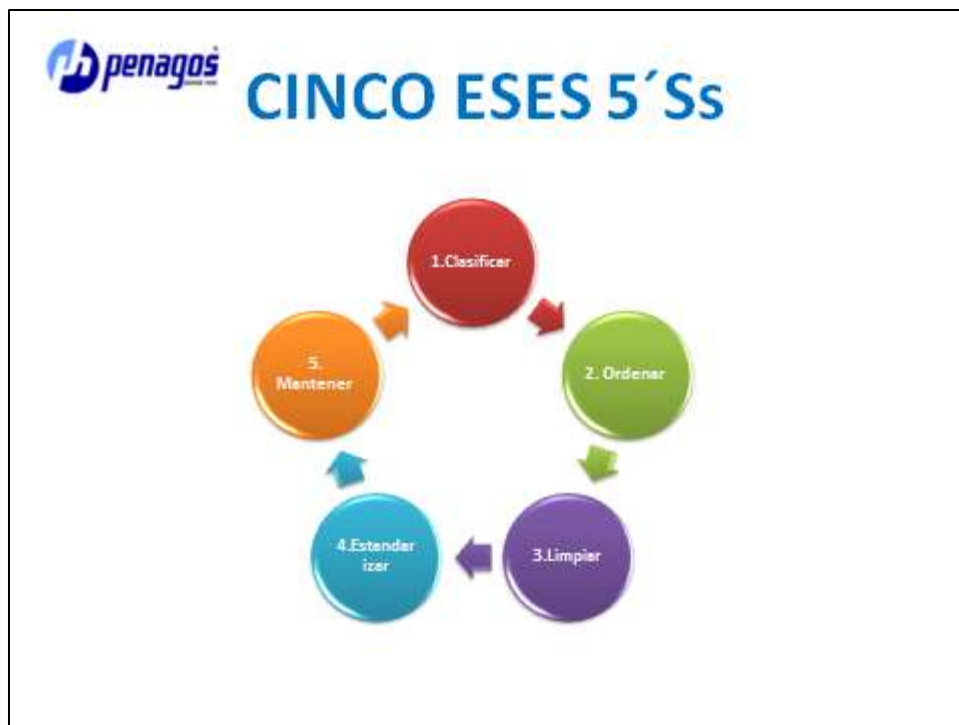 penagos
CINCO ESES 5´Ss
1.Clasificar
2. Ordenar
3.Limpiar
4.Estandar
izar
5.
Mantener